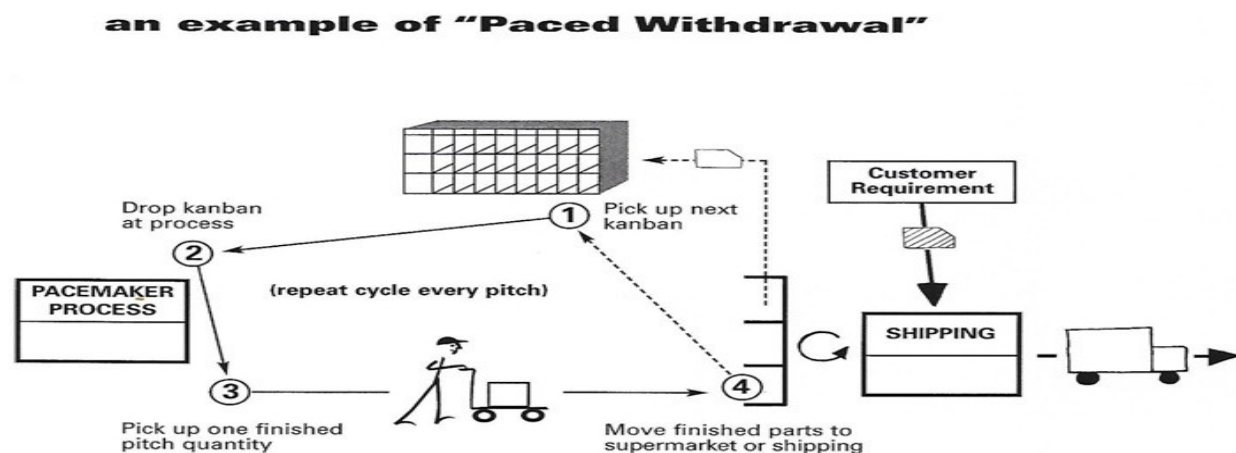 an example of “Paced Withdrawal”
Customer
Requirement
Drop kanban
at process
1
Pick up next
kanban
2
PACEMAKER
PROCESS
(repeat cycle every pitch)
SHIPPING
3
4
Pick up one finished
pitch quantity
Move finished parts to
supermarket or shipping